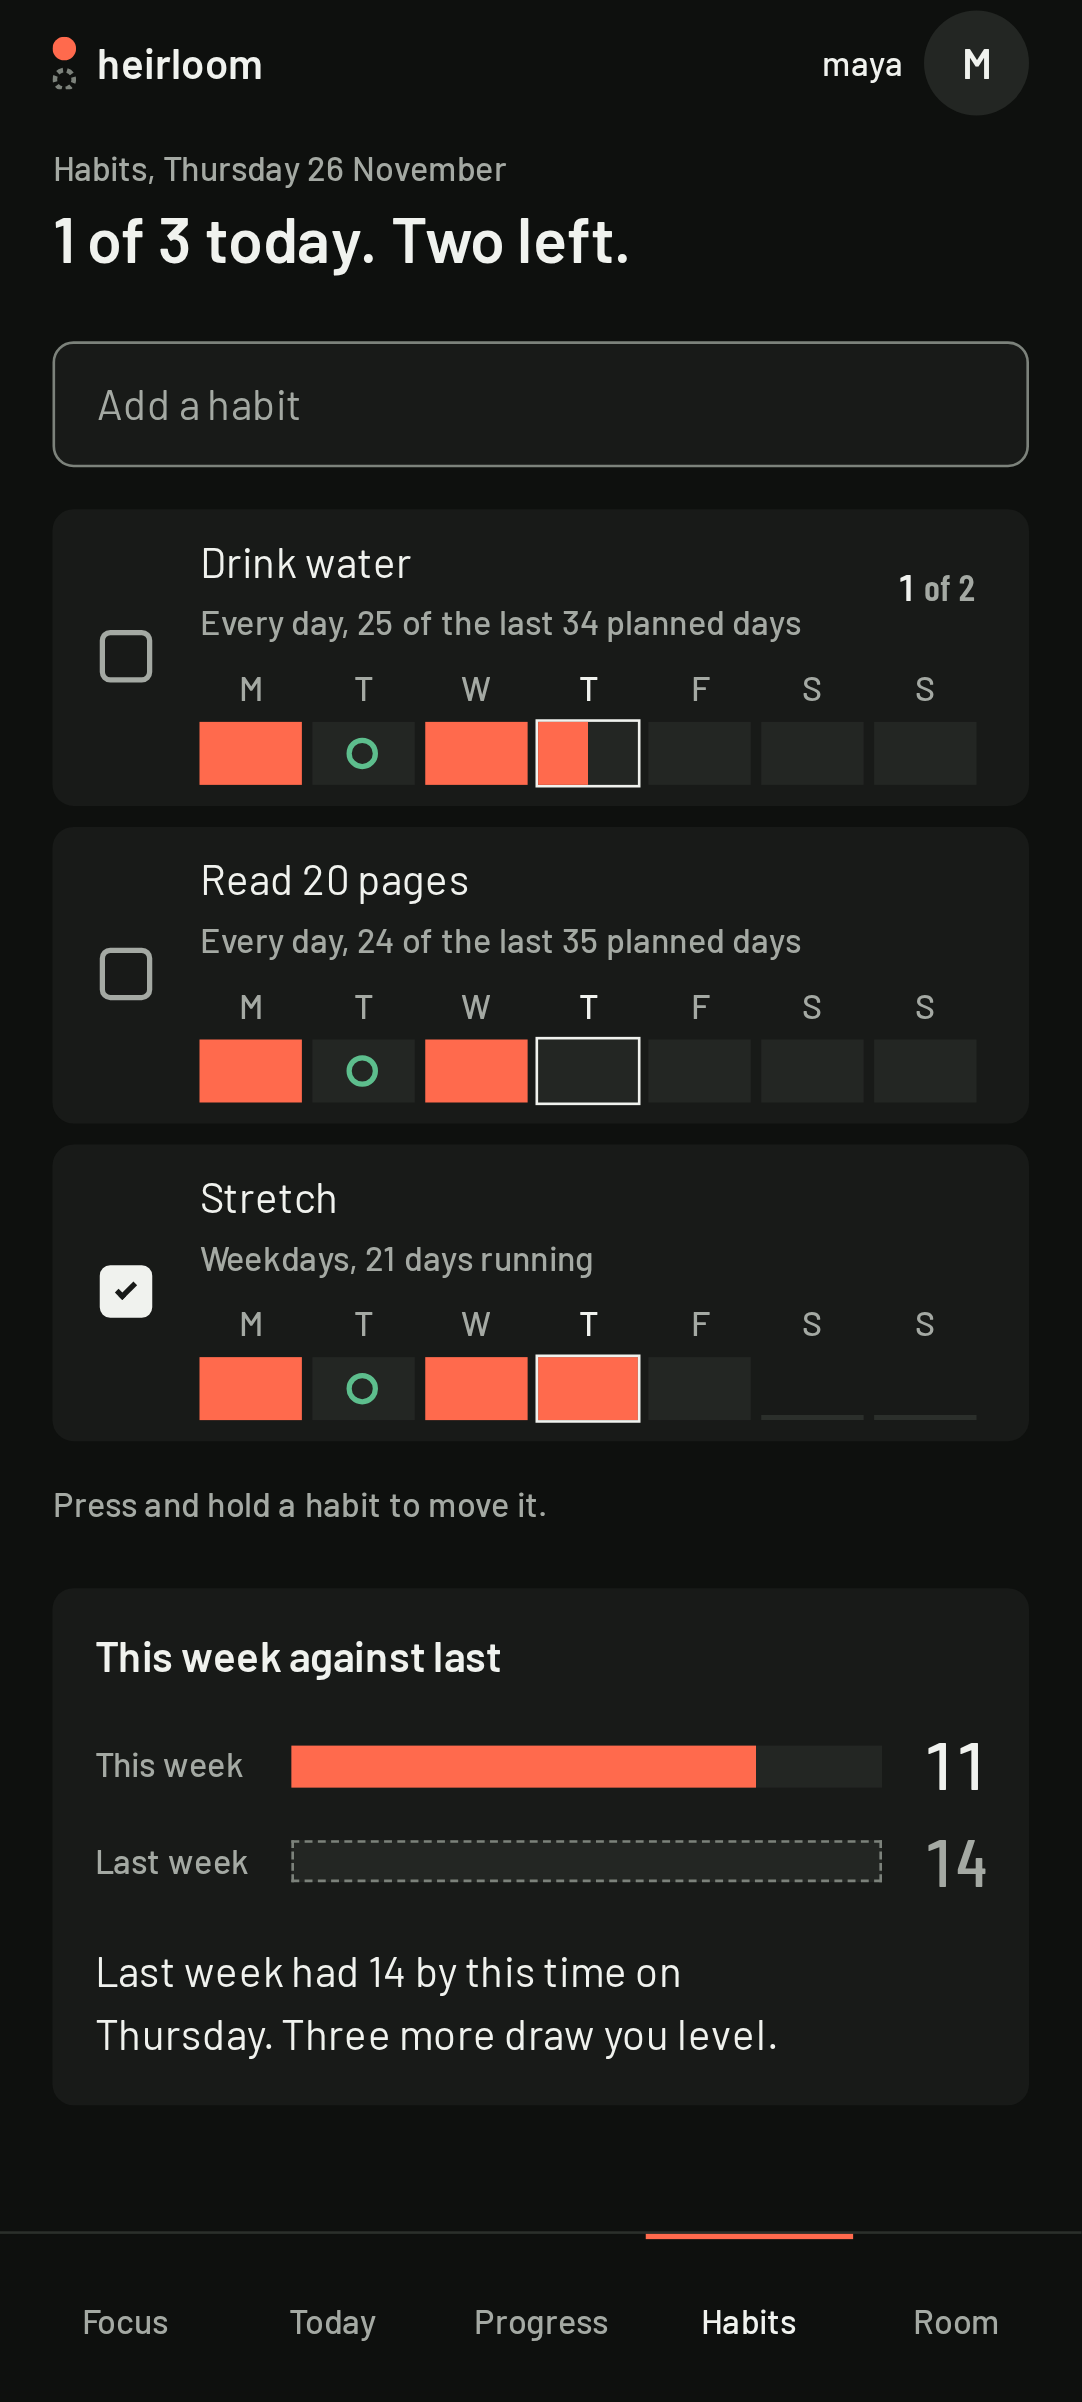 heirloom
maya M
Habits, Thursday 26 November
1 of 3 today. Two left.
Add a habit
Drink water
1 of 2
Every day, 25 of the last 34 planned days
M T W T F S S
Read 20 pages
Every day, 24 of the last 35 planned days
M T W T F S S
Stretch
Weekdays, 21 days running
M T W T F S S
Press and hold a habit to move it.
This week against last
This week 11
Last week 14
Last week had 14 by this time on
Thursday. Three more draw you level.
Focus Today Progress Habits Room